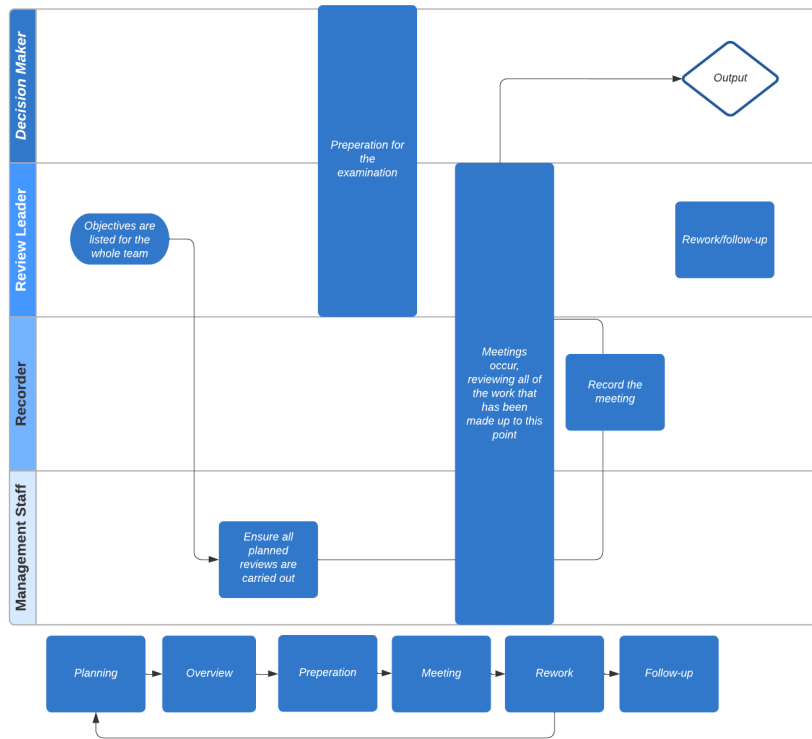 Decision Maker
Preperation for
the
examination
Output
Review Leader
Objectives are
listed for the
whole team
Rework/follow-up
Recorder
Meetings
occur,
reviewing all of
the work that
has been
made up to this
point
Record the
meeting
Management Staff
Ensure all
planned
reviews are
carried out
Planning
Overview
Preperation
Meeting
Rework
Follow-up